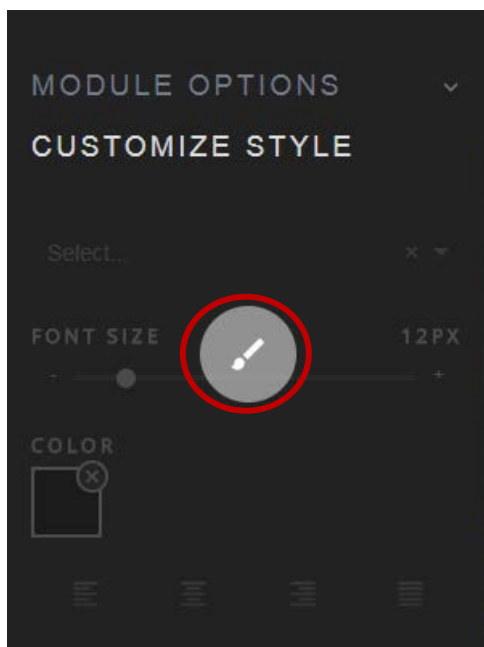 MODULE OPTIONS
CUSTOMIZE STYLE
Select...
FONT SIZE 12PX
- +
COLOR